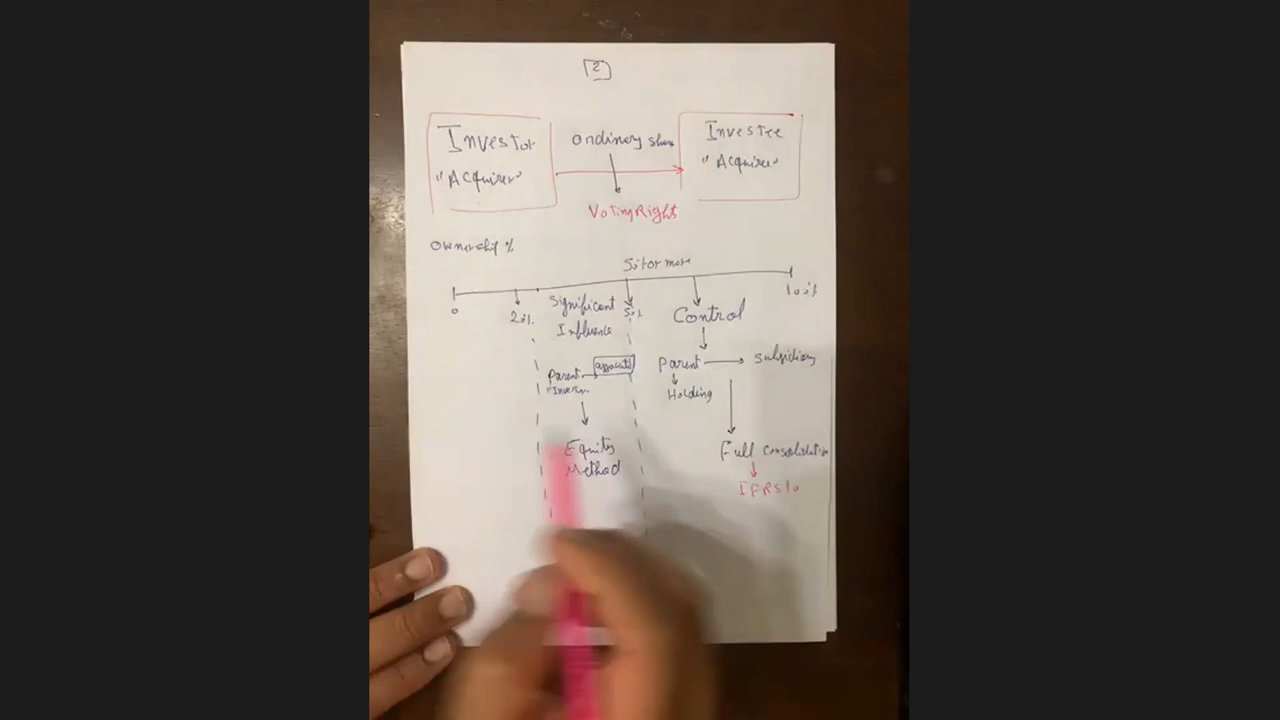 2
Investor
"Acquirer"
ordinary share
Voting Right
Investee
"Acquiree"
Ownership %
50% or more
0
20%
Significant
Influence
50%
Control
100%
Parent
"Investor
associate
Equity
Method
Parent
Subsidiary
Holding
Full consolidation
IFRS 10